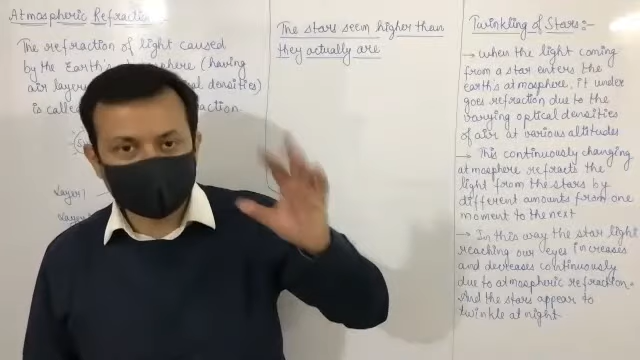 Atmospheric Refraction
The refraction of light caused
by the Earth's (having
air layers densities)
is called
Layer 1
The stars seem higher than
they actually are
Twinkling of Stars:-
→ When the light coming
from a star enters the
earth's atmosphere, it under
goes refraction due to the
varying optical densities
of air at various altitudes
→ This continuously changing
atmosphere refracts the
light from the stars by
different amounts from one
moment to the next
→ In this way the star light
reaching our eyes increases
and decreases continuously
due to atmospheric refraction.
And the stars appear to
twinkle at night.